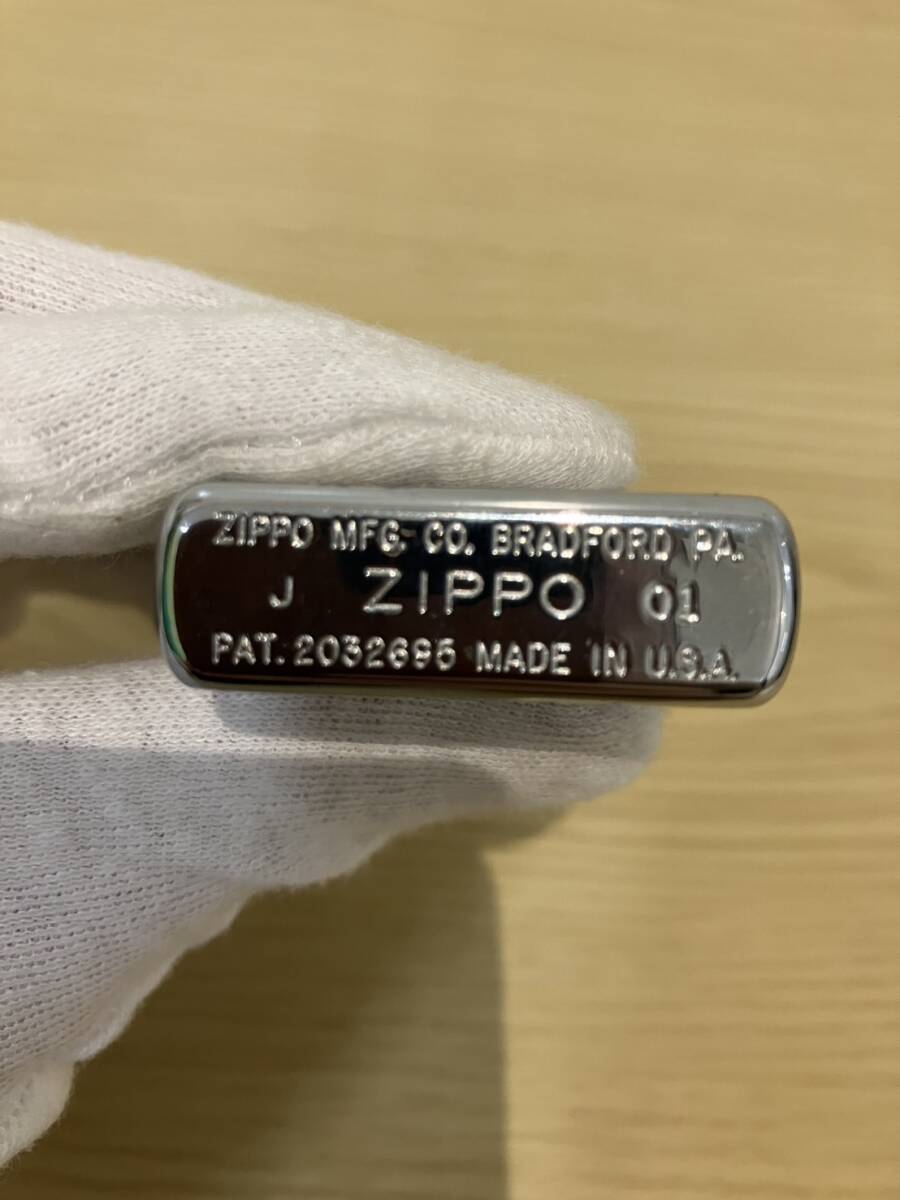 ZIPPO MFG. CO. BRADFORD PA.
J ZIPPO 01
PAT. 2032695 MADE IN U.S.A.